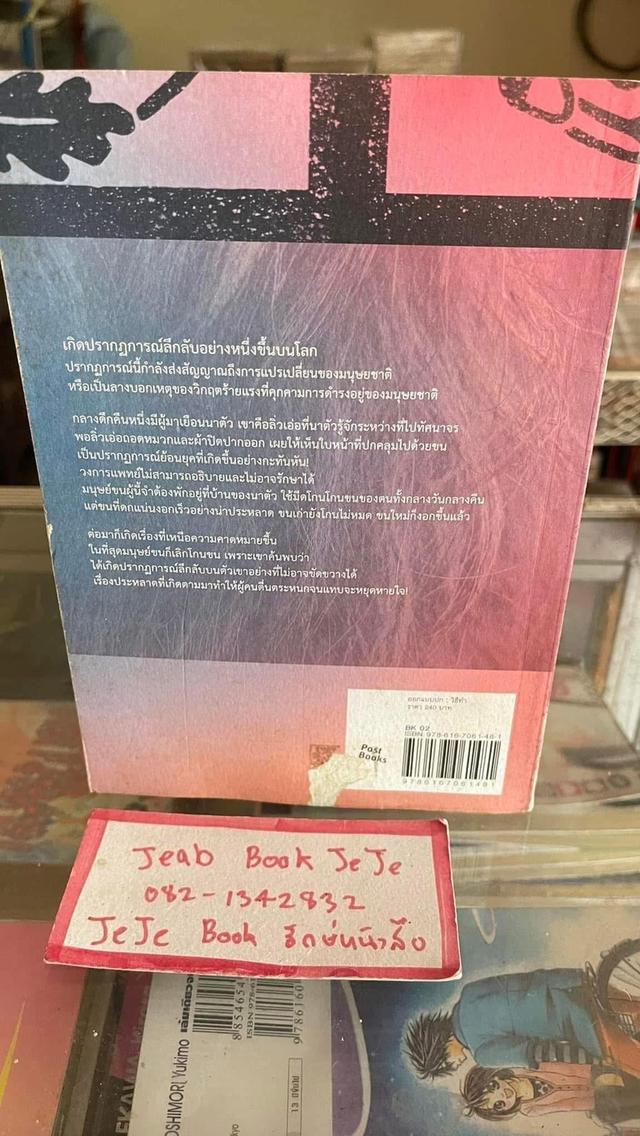 เกิดปรากฏการณ์ลึกลับอย่างหนึ่งขึ้นบนโลก
ปรากฏการณ์นี้กำลังส่งสัญญาณถึงการแปรเปลี่ยนของมนุษยชาติ
หรือเป็นลางบอกเหตุของวิกฤตร้ายแรงที่คุกคามการดำรงอยู่ของมนุษยชาติ
กลางดึกคืนหนึ่งมีผู้มาเยือนนาตัว เขาคือลิ่วเอ่อที่นาตัวรู้จักระหว่างที่ไปทัศนาจร
พอลิ่วเอ่อถอดหมวกและผ้าปิดปากออก เผยให้เห็นใบหน้าที่ปกคลุมไปด้วยขน
เป็นปรากฏการณ์ย้อนยุคที่เกิดขึ้นอย่างกะทันหัน!
วงการแพทย์ไม่สามารถอธิบายและไม่อาจรักษาได้
มนุษย์ขนผู้นี้จำต้องพักอยู่ที่บ้านของนาตัว ใช้มีดโกนโกนขนของตนทั้งกลางวันกลางคืน
แต่ขนที่ดกแน่นงอกเร็วอย่างน่าประหลาด ขนเก่ายังโกนไม่หมด ขนใหม่ก็งอกขึ้นแล้ว
ต่อมาก็เกิดเรื่องที่เหนือความคาดหมายขึ้น
ในที่สุดมนุษย์ขนก็เลิกโกนขน เพราะเขาค้นพบว่า
ได้เกิดปรากฏการณ์ลึกลับบนตัวเขาอย่างที่ไม่อาจขัดขวางได้
เรื่องประหลาดที่เกิดตามมาทำให้ผู้คนตื่นตระหนกจนแทบจะหยุดหายใจ!
ออกแบบปก : วิธีทำ
ราคา 240 บาท
BK 02
ISBN 978-616-7061-48-1
Post
Books
9786167061481
Jeab Book JeJe
082-1342832
JeJe Book
YOSHIMORI Yukimo